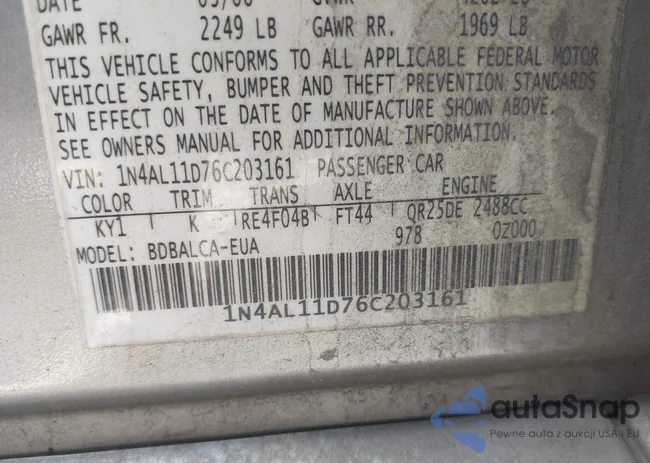 DATE
GAWR FR. 2249 LB GAWR RR. 1969 LB
THIS VEHICLE CONFORMS TO ALL APPLICABLE FEDERAL MOTOR
VEHICLE SAFETY, BUMPER AND THEFT PREVENTION STANDARDS
IN EFFECT ON THE DATE OF MANUFACTURE SHOWN ABOVE.
SEE OWNERS MANUAL FOR ADDITIONAL INFORMATION.
VIN: 1N4AL11D76C203161 PASSENGER CAR
COLOR TRIM TRANS AXLE ENGINE
KY1 K RE4F04B FT44 QR25DE 2488CC
MODEL: BDBALCA-EUA 978 0Z000
1N4AL11D76C203161
autaSnap
Pewne auta z aukcji USA i EU